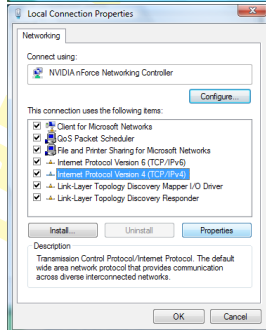 Local Connection Properties
Networking
Connect using:
NVIDIA nForce Networking Controller
Configure...
This connection uses the following items:
Client for Microsoft Networks
QoS Packet Scheduler
File and Printer Sharing for Microsoft Networks
Internet Protocol Version 6 (TCP/IPv6)
Internet Protocol Version 4 (TCP/IPv4)
Link-Layer Topology Discovery Mapper I/O Driver
Link-Layer Topology Discovery Responder
Install... Uninstall Properties
Description
Transmission Control Protocol/Internet Protocol. The default
wide area network protocol that provides communication
across diverse interconnected networks.
OK Cancel